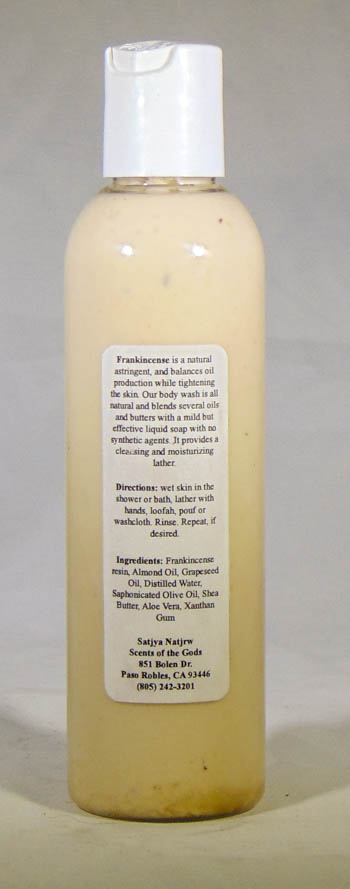 Frankincense is a natural
astringent, and balances oil
production while tightening
the skin. Our body wash is all
natural and blends several oils
and butters with a mild but
effective liquid soap with no
synthetic agents. It provides a
cleansing and moisturizing
lather.
Directions: wet skin in the
shower or bath, lather with
hands, loofah, pouf or
washcloth. Rinse. Repeat, if
desired.
Ingredients: Frankincense
resin, Almond Oil, Grapeseed
Oil, Distilled Water,
Saphonicated Olive Oil, Shea
Butter, Aloe Vera, Xanthan
Gum
Satjya Natjrw
Scents of the Gods
851 Bolen Dr.
Paso Robles, CA 93446
(805) 242-3201